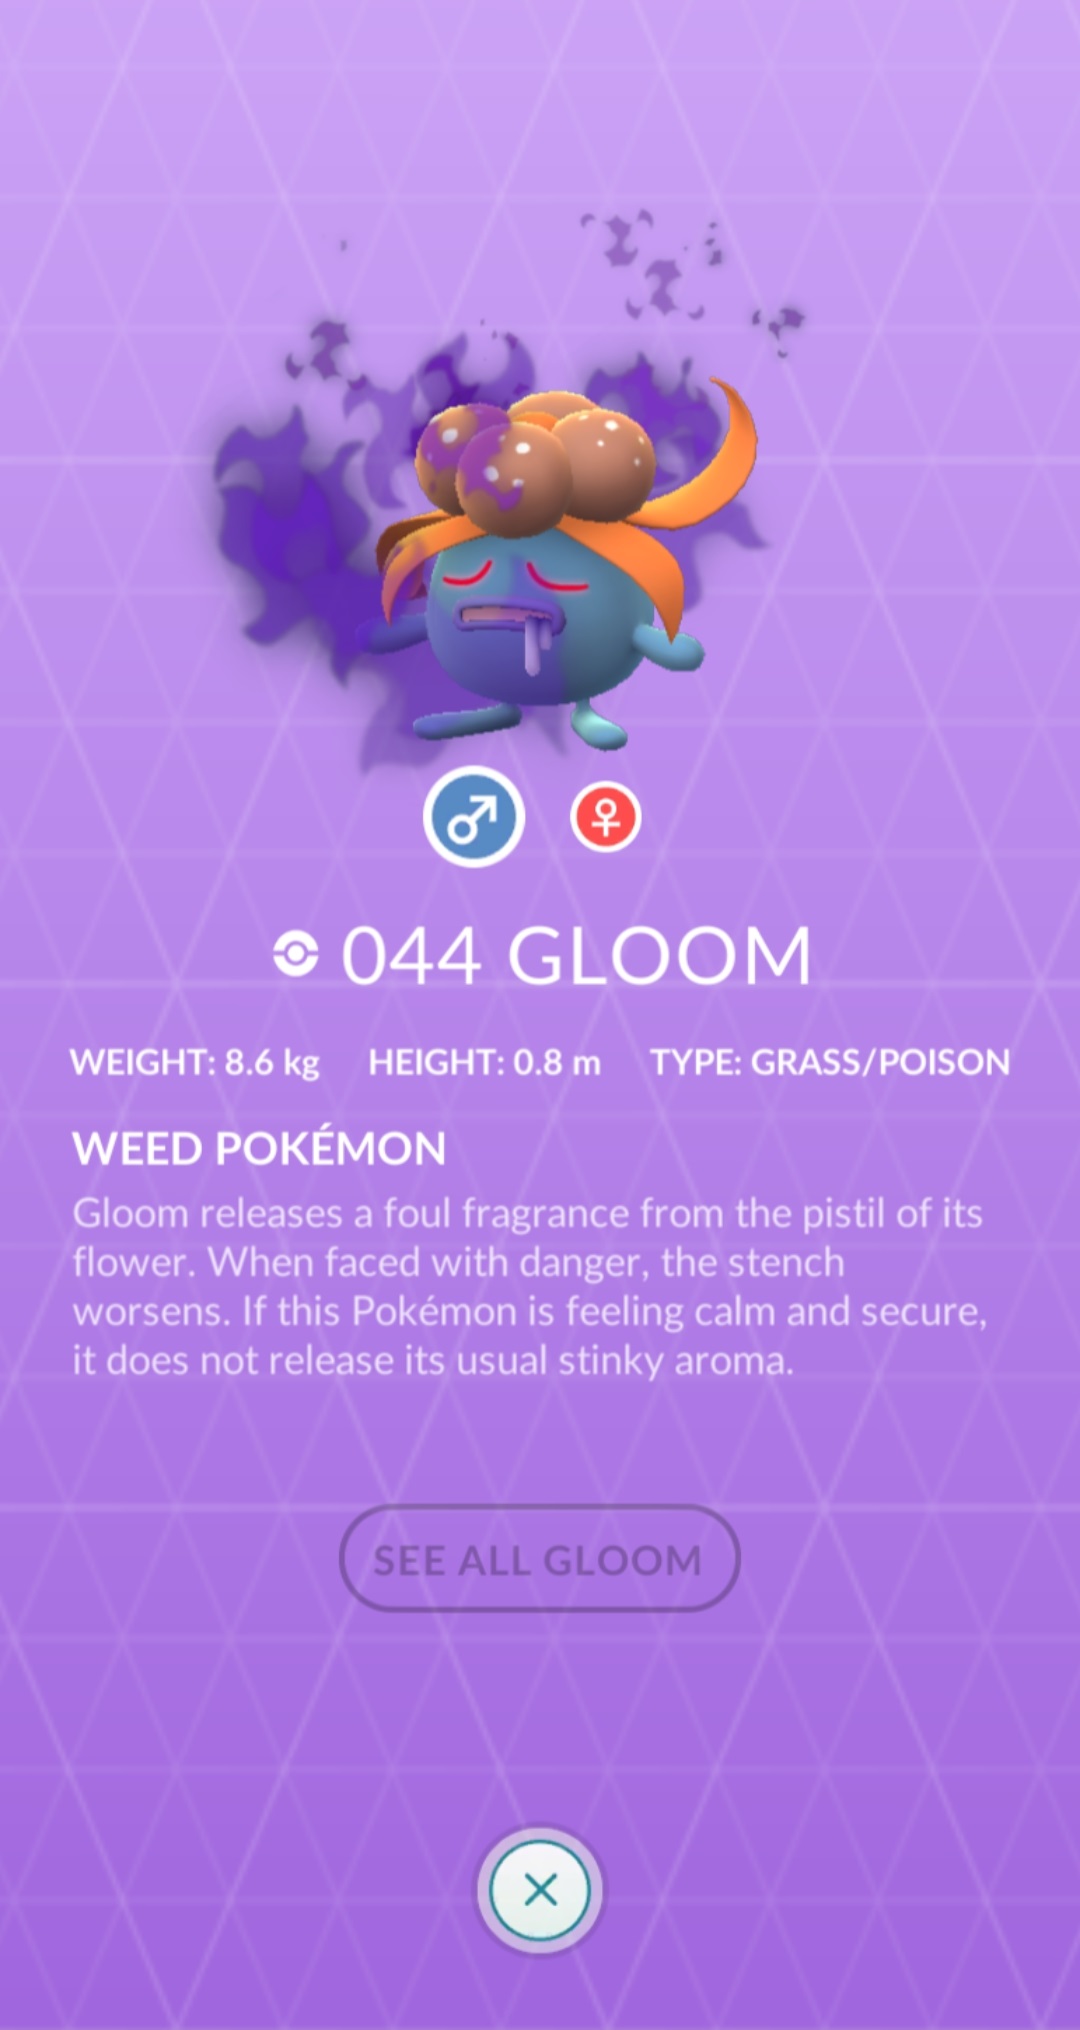 044 GLOOM
WEIGHT: 8.6 kg HEIGHT: 0.8 m TYPE: GRASS/POISON
WEED POKÉMON
Gloom releases a foul fragrance from the pistil of its
flower. When faced with danger, the stench
worsens. If this Pokémon is feeling calm and secure,
it does not release its usual stinky aroma.
SEE ALL GLOOM